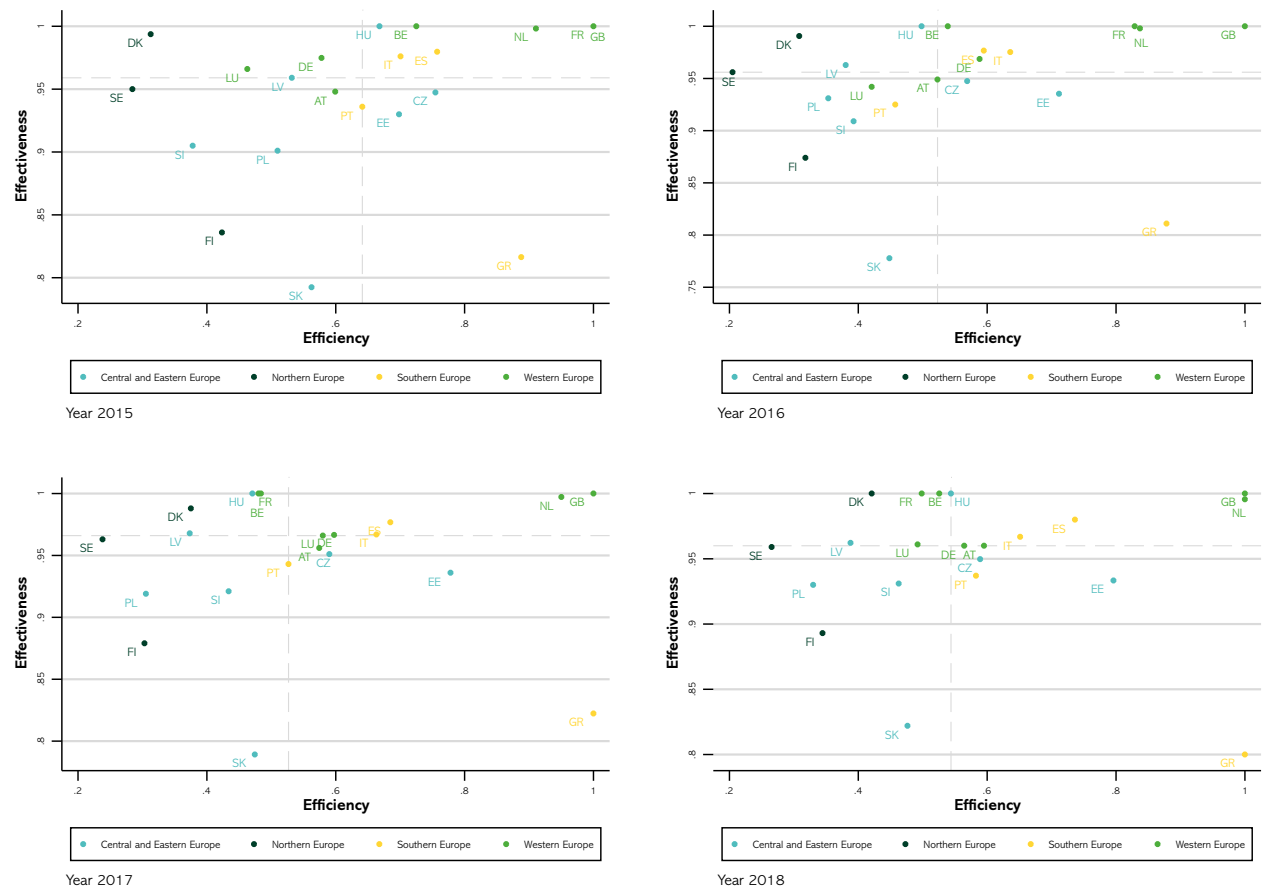 1
.95
.9
.85
.8
Effectiveness
DK
HU
BE
NL
FR
GB
LU
DE
IT
ES
LV
SE
AT
PT
CZ
EE
SI
PL
FI
GR
SK
.2 .4 .6 .8 1
Efficiency
Central and Eastern Europe Northern Europe Southern Europe Western Europe
Year 2015
1
.95
.9
.85
.8
.75
Effectiveness
DK
HU
BE
FR
NL
GB
LV
ES
IT
DE
SE
LU
AT
CZ
PL
PT
EE
SI
FI
GR
SK
.2 .4 .6 .8 1
Efficiency
Central and Eastern Europe Northern Europe Southern Europe Western Europe
Year 2016
1
.95
.9
.85
.8
Effectiveness
HU
FR
BE
NL
GB
DK
SE
LV
ES
IT
LU
DE
AT
CZ
PT
EE
PL
SI
FI
GR
SK
.2 .4 .6 .8 1
Efficiency
Central and Eastern Europe Northern Europe Southern Europe Western Europe
Year 2017
1
.95
.9
.85
.8
Effectiveness
DK
FR
BE
HU
GB
NL
ES
SE
LV
LU
DE
AT
IT
CZ
PT
PL
SI
EE
FI
SK
GR
.2 .4 .6 .8 1
Efficiency
Central and Eastern Europe Northern Europe Southern Europe Western Europe
Year 2018